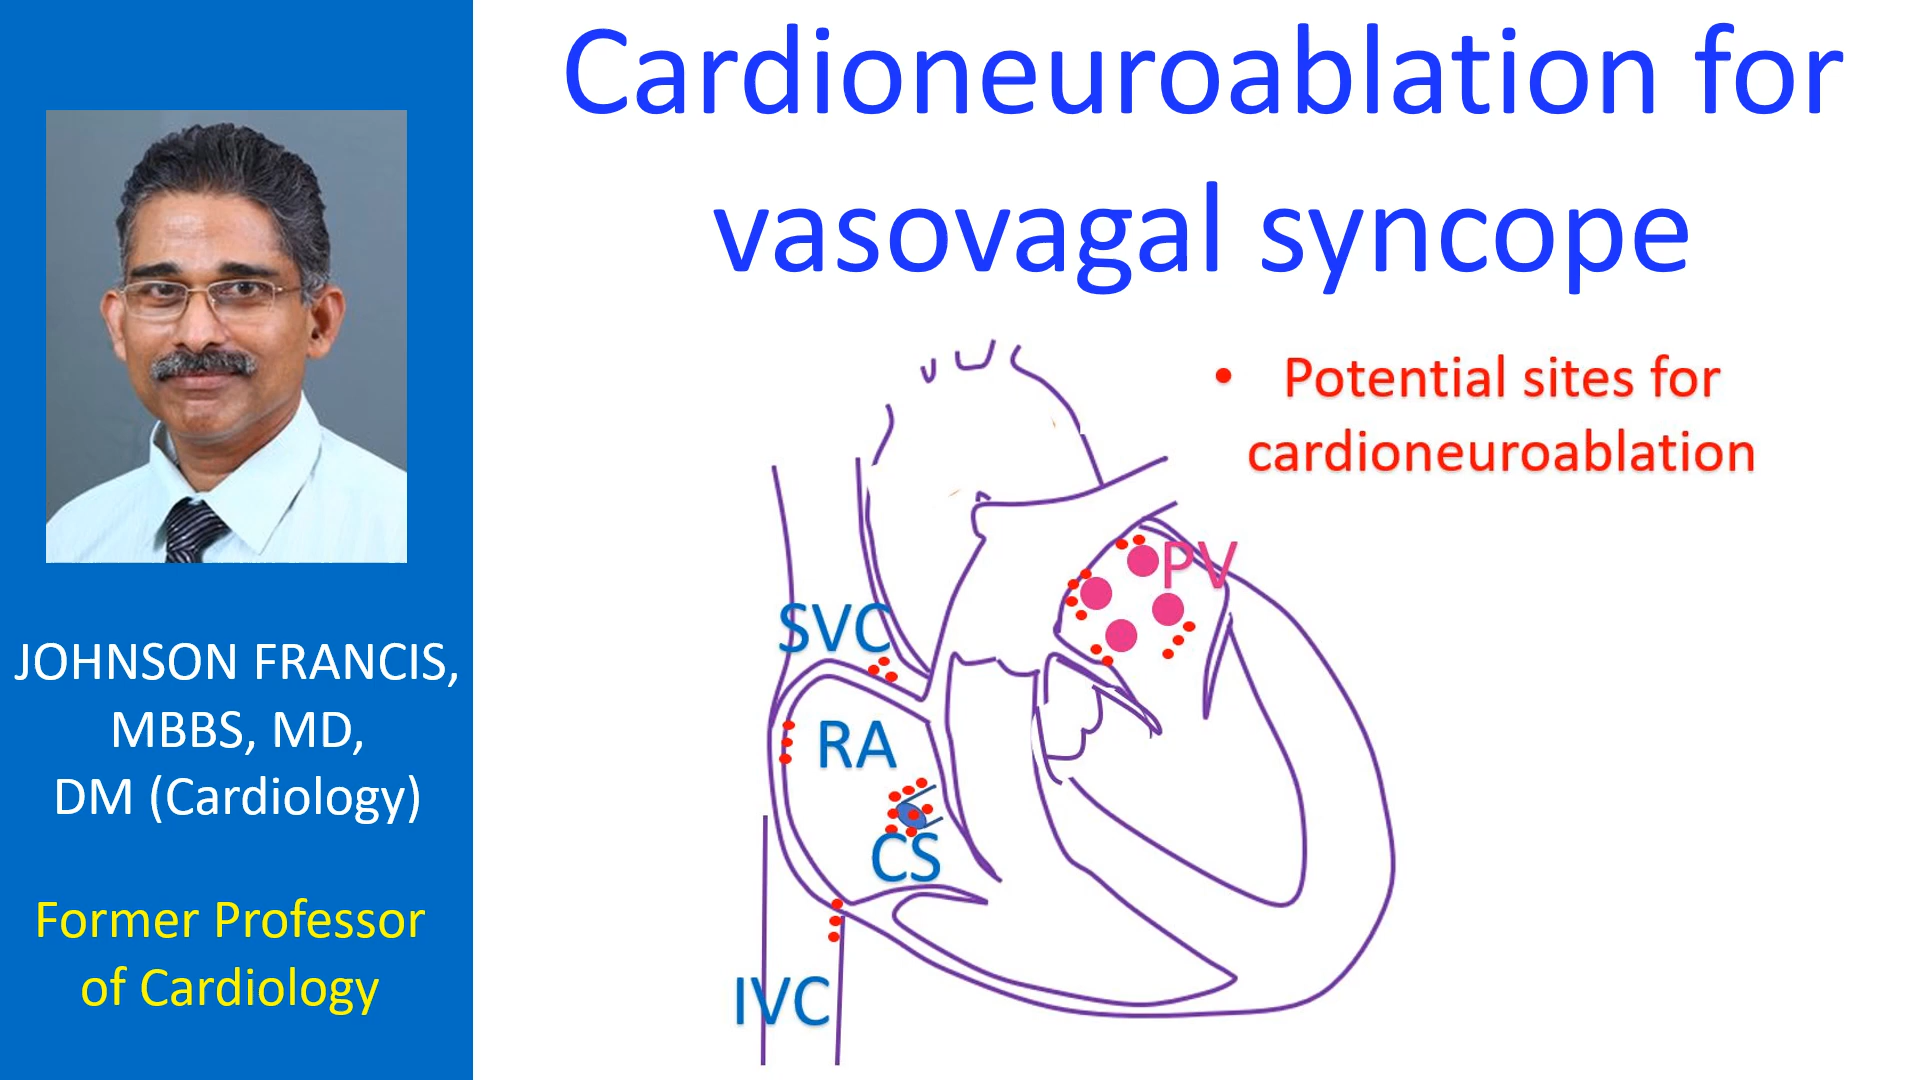 Cardioneuroablation for
vasovagal syncope
• Potential sites for
cardioneuroablation
PV
SVC
RA
CS
IVC
JOHNSON FRANCIS,
MBBS, MD,
DM (Cardiology)
Former Professor
of Cardiology